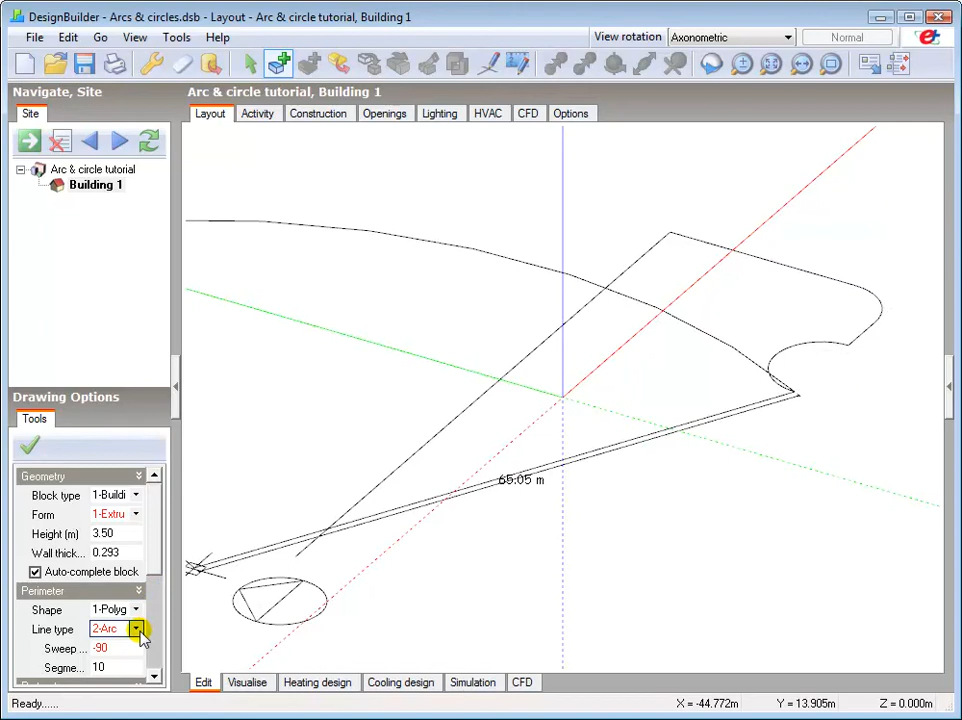 DesignBuilder - Arcs & circles.dsb - Layout - Arc & circle tutorial, Building 1
File Edit Go View Tools Help
View rotation Axonometric Normal
Navigate, Site
Arc & circle tutorial, Building 1
Site
Layout Activity Construction Openings Lighting HVAC CFD Options
Arc & circle tutorial
Building 1
65.05 m
Drawing Options
Tools
Geometry
Block type 1-Buildi
Form 1-Extru
Height (m) 3.50
Wall thick... 0.293
Auto-complete block
Perimeter
Shape 1-Polyg
Line type 2-Arc
Sweep ... -90
Segme... 10
Edit Visualise Heating design Cooling design Simulation CFD
Ready.... X = -44.772m Y = 13.905m Z = 0.000m